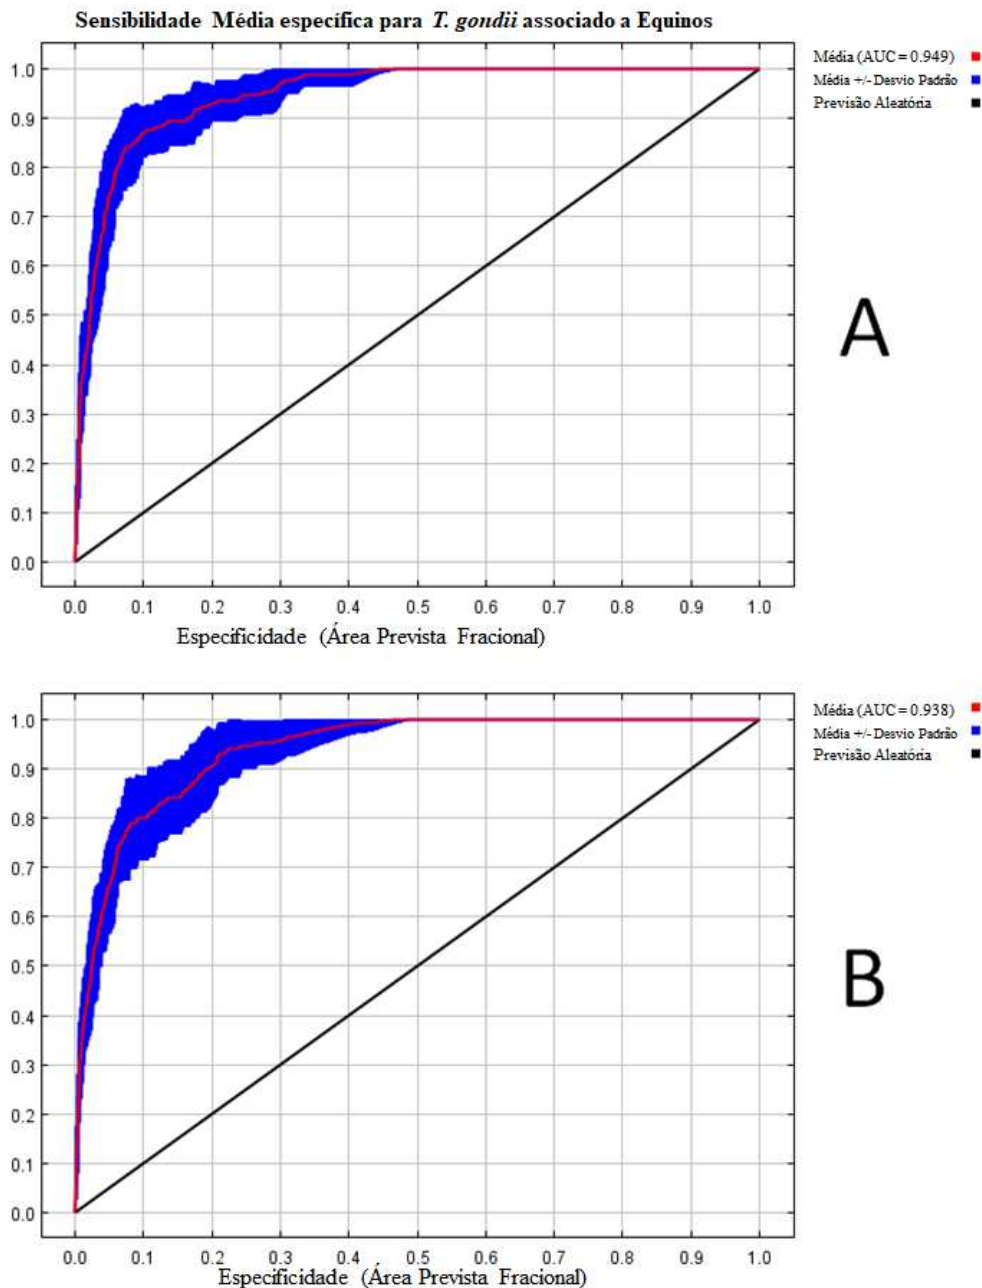 Sensibilidade Média específica para T. gondii associado a Equinos
Média (AUC = 0.949)
Média +/- Desvio Padrão
Previsão Aleatória
1.0
0.9
0.8
0.7
0.6
0.5
0.4
0.3
0.2
0.1
0.0
A
0.0 0.1 0.2 0.3 0.4 0.5 0.6 0.7 0.8 0.9 1.0
Especificidade (Área Prevista Fracional)
Média (AUC = 0.938)
Média +/- Desvio Padrão
Previsão Aleatória
1.0
0.9
0.8
0.7
0.6
0.5
0.4
0.3
0.2
0.1
0.0
B
0.0 0.1 0.2 0.3 0.4 0.5 0.6 0.7 0.8 0.9 1.0
Especificidade (Área Prevista Fracional)